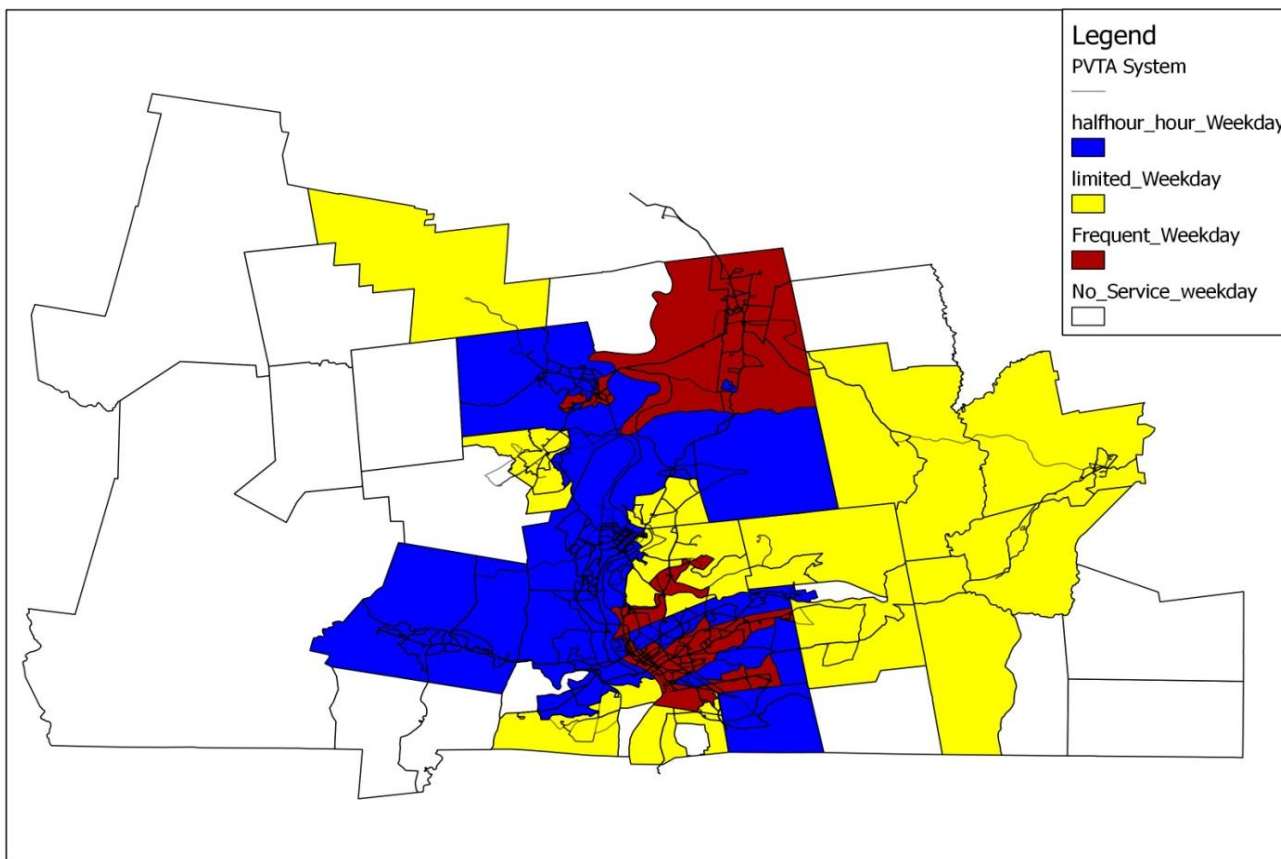 Legend
PVTA System
halfhour_hour_Weekday
limited_Weekday
Frequent_Weekday
No_Service_weekday